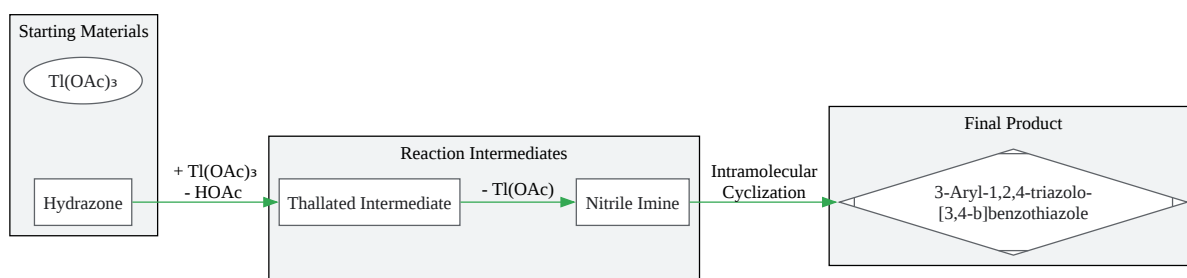 Starting Materials
Tl(OAc)₃
Hydrazone
+ Tl(OAc)₃
- HOAc
Reaction Intermediates
Thallated Intermediate
- Tl(OAc)
Nitrile Imine
Intramolecular
Cyclization
Final Product
3-Aryl-1,2,4-triazolo-
[3,4-b]benzothiazole